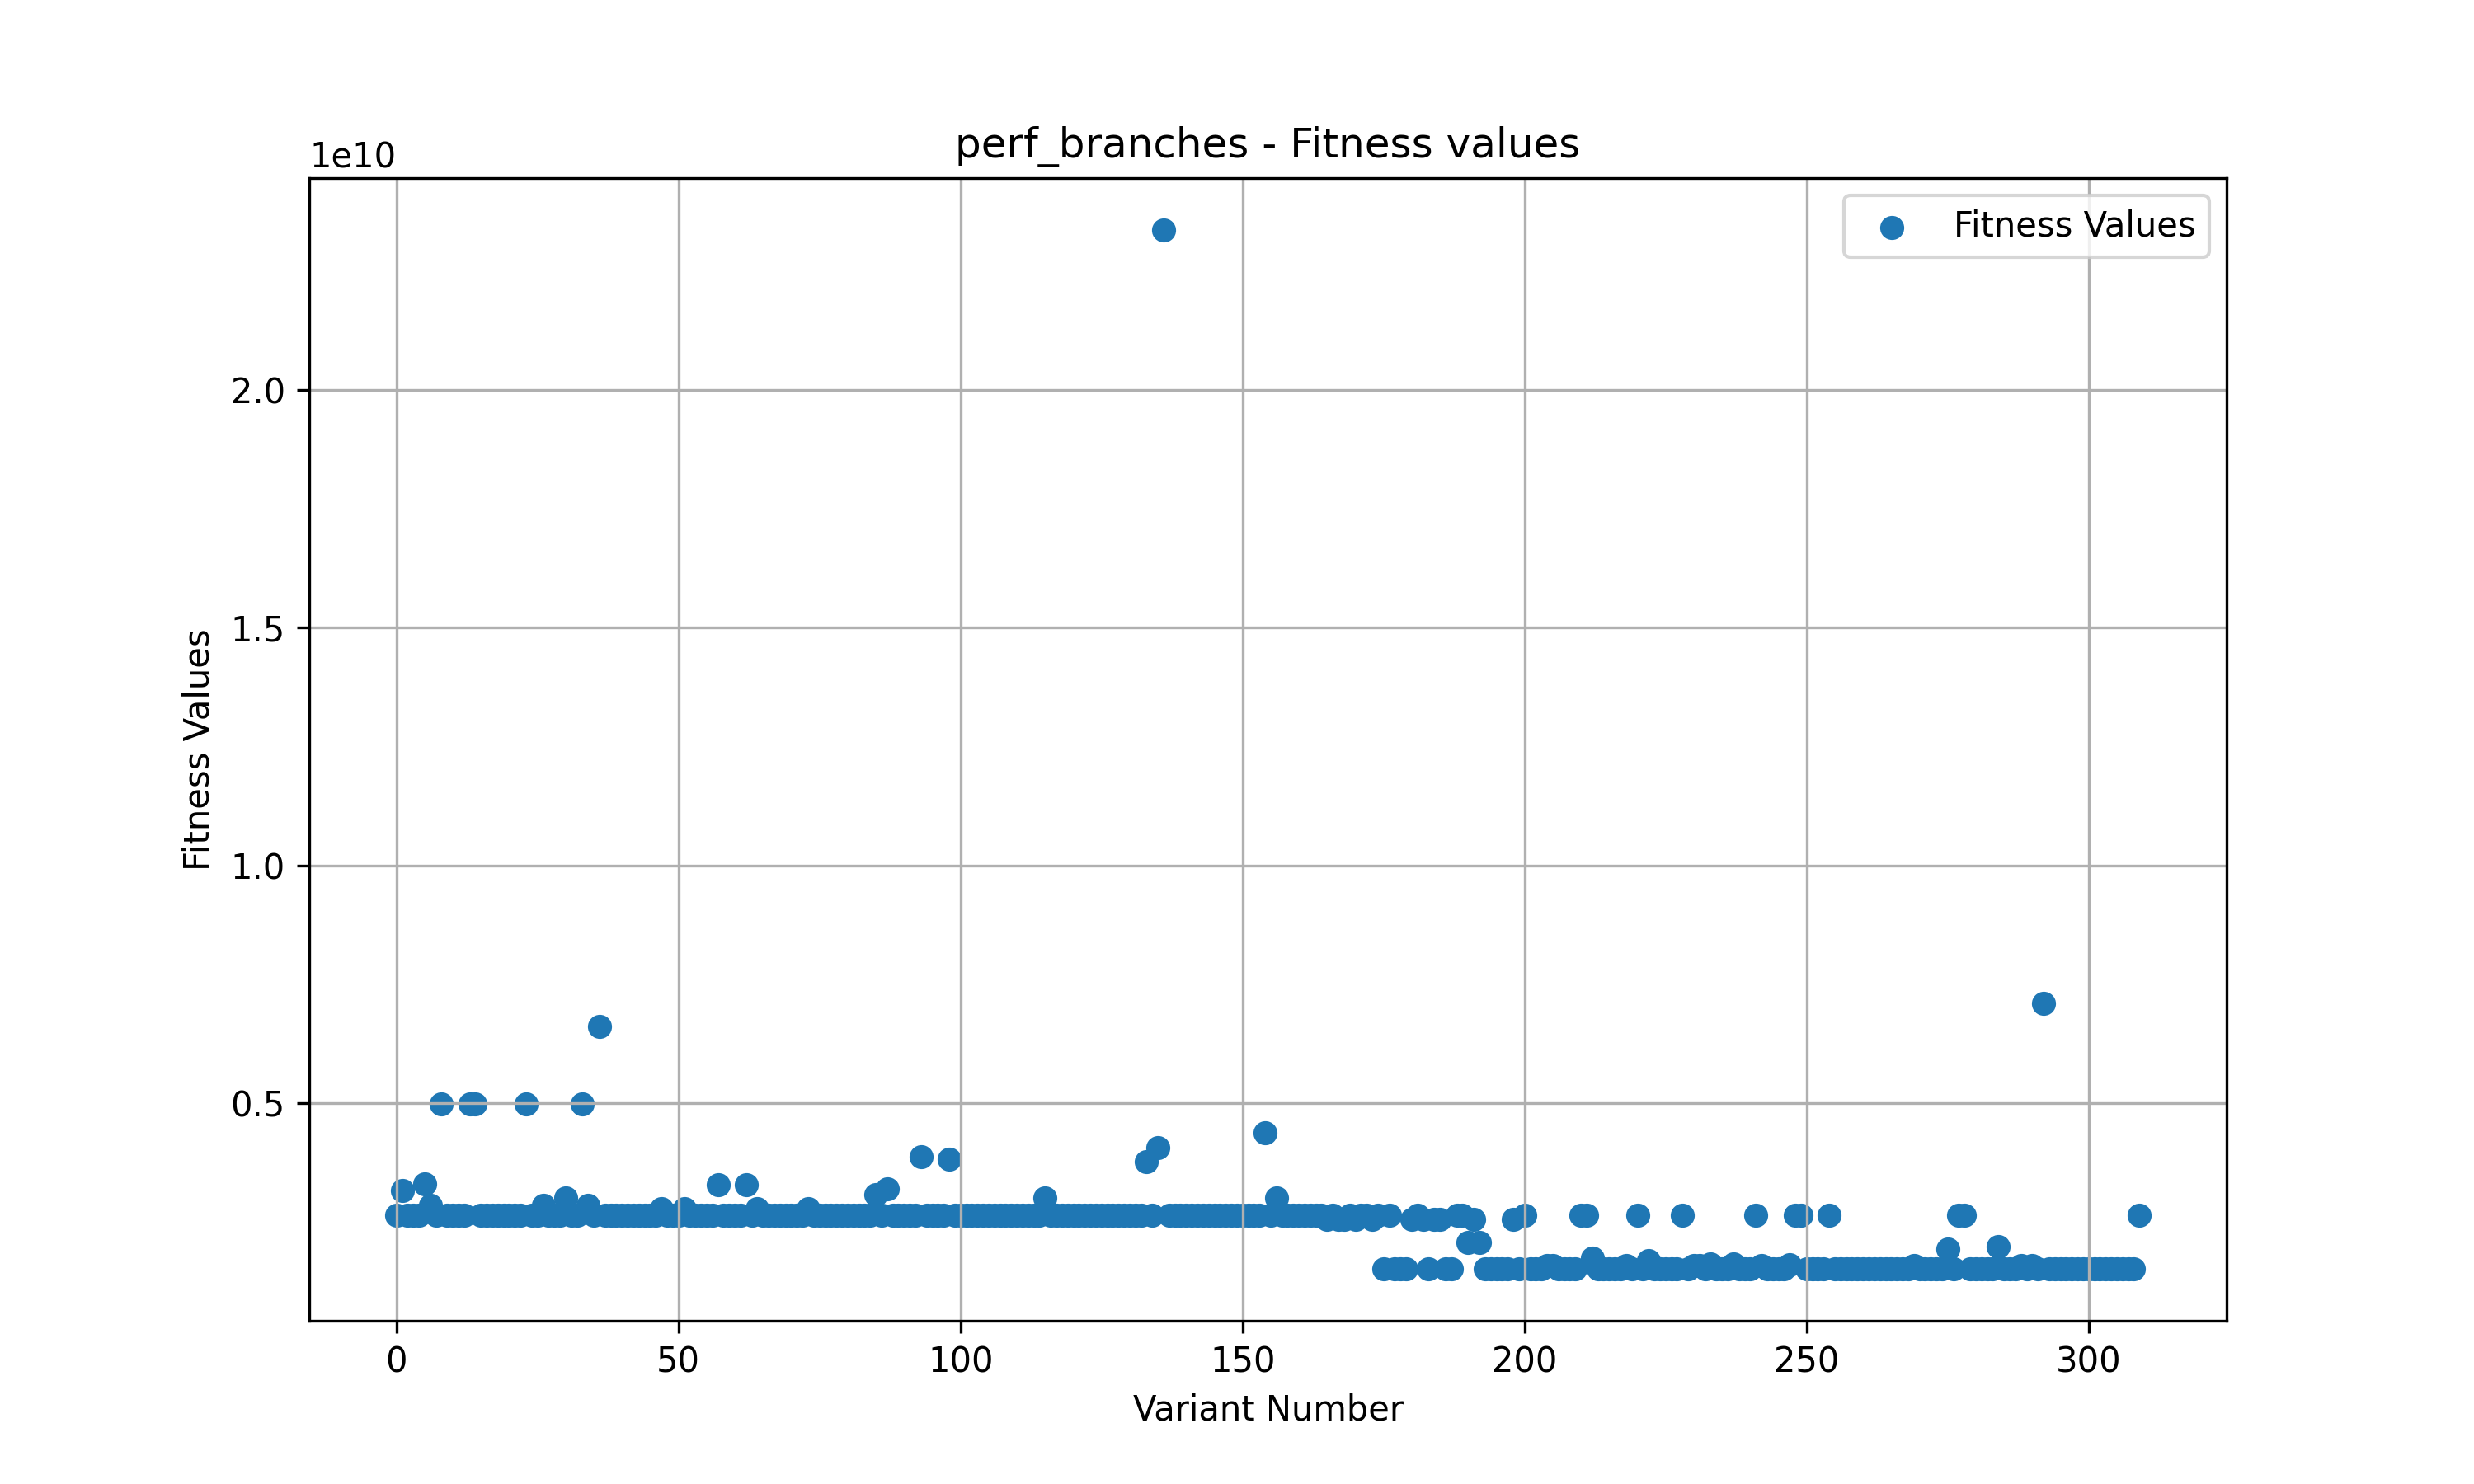 perf_branches - Fitness values
1e10
Fitness Values
2.0
1.5
1.0
0.5
Fitness Values
0 50 100 150 200 250 300
Variant Number